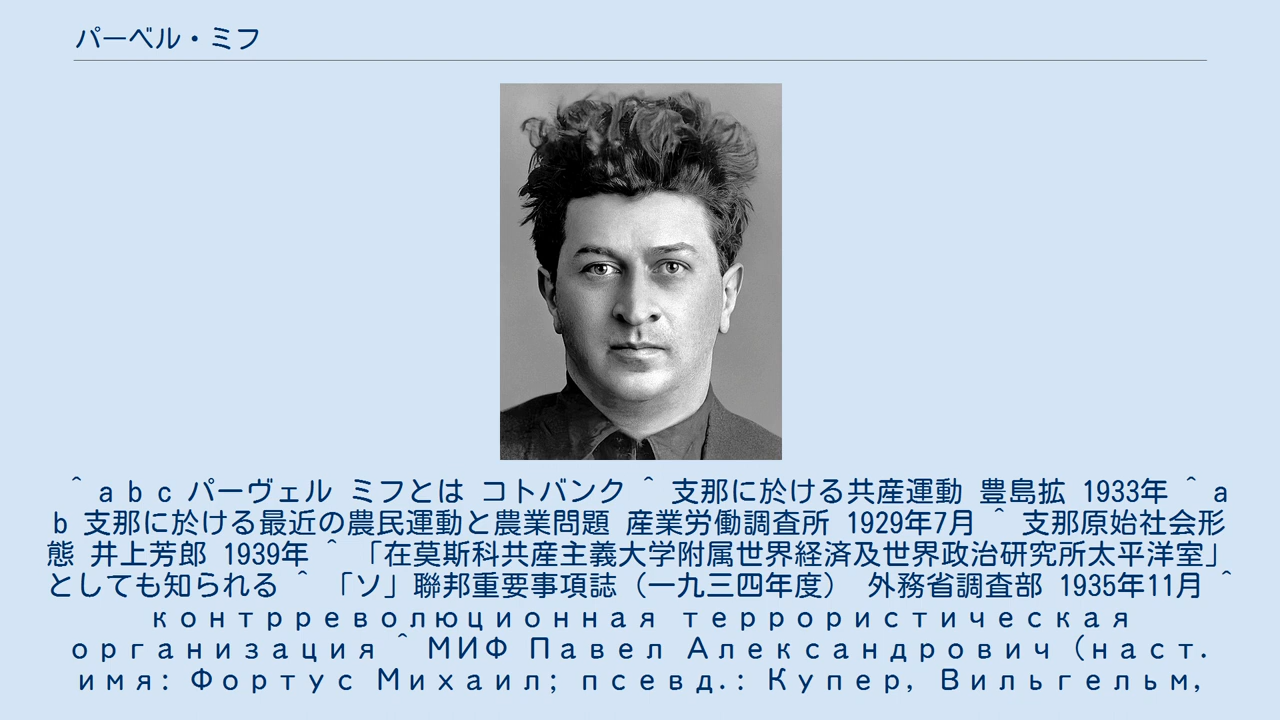 パーベル・ミフ
^ a b c パーヴェル ミフとは コトバンク ^ 支那に於ける共産運動 豊島拡 1933年 ^ a
b 支那に於ける最近の農民運動と農業問題 産業労働調査所 1929年7月 ^ 支那原始社会形
態 井上芳郎 1939年 ^ 「在莫斯科共産主義大学附属世界経済及世界政治研究所太平洋室」
としても知られる ^ 「ソ」聯邦重要事項誌（一九三四年度） 外務省調査部 1935年11月 ^
контрреволюционная террористическая
организация ^ МИФ Павел Александрович (наст.
имя: Фортус Михаил; псевд.: Купер, Вильгельм,